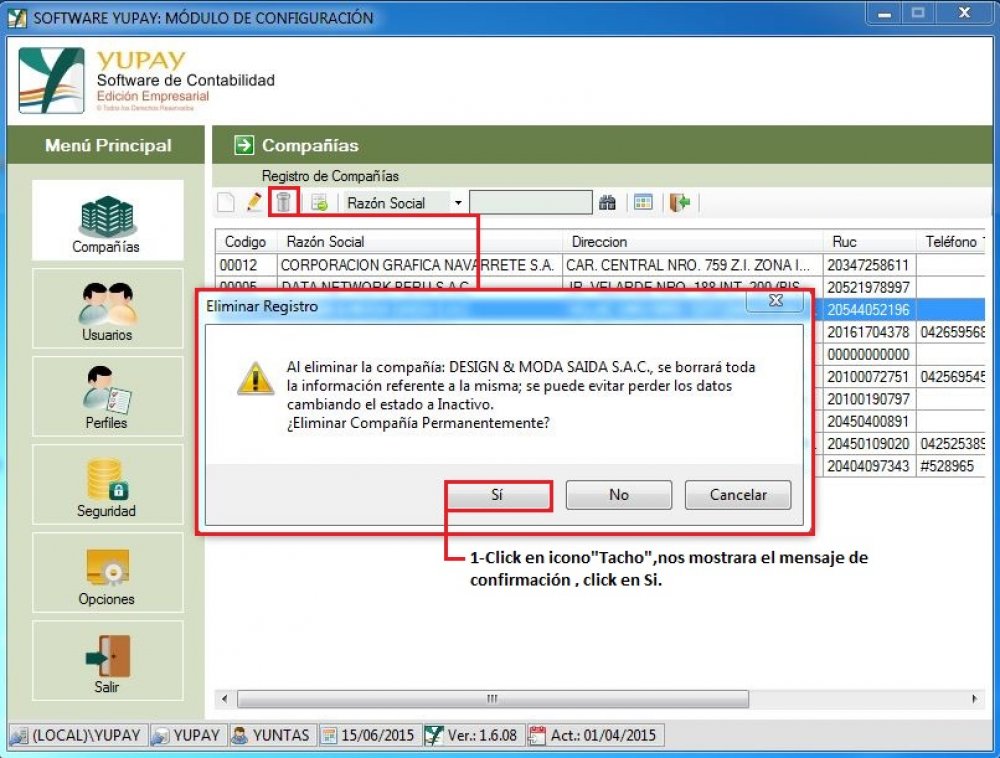 SOFTWARE YUPAY: MÓDULO DE CONFIGURACIÓN
YUPAY
Software de Contabilidad
Edición Empresarial
© Todos los Derechos Reservados
Menú Principal
Compañías
Registro de Compañías
Razón Social
Codigo Razón Social Direccion Ruc Teléfono
00012 CORPORACION GRAFICA NAVARRETE S.A. CAR. CENTRAL NRO. 759 Z.I. ZONA I... 20347258611
00005 DATA NETWORK PERU S.A.C. JR. VELARDE NRO. 188 INT. 200 (PIS... 20521978997
20544052196
20161704378 042659568
00000000000
20100072751 042569545
20100190797
20450400891
20450109020 042525389
20404097343 #528965
Compañías
Usuarios
Perfiles
Seguridad
Opciones
Salir
Eliminar Registro
Al eliminar la compañía: DESIGN & MODA SAIDA S.A.C., se borrará toda
la información referente a la misma; se puede evitar perder los datos
cambiando el estado a Inactivo.
¿Eliminar Compañía Permanentemente?
Sí No Cancelar
1-Click en icono"Tacho",nos mostrara el mensaje de
confirmación , click en Si.
(LOCAL)\YUPAY YUPAY YUNTAS 15/06/2015 Ver.: 1.6.08 Act.: 01/04/2015